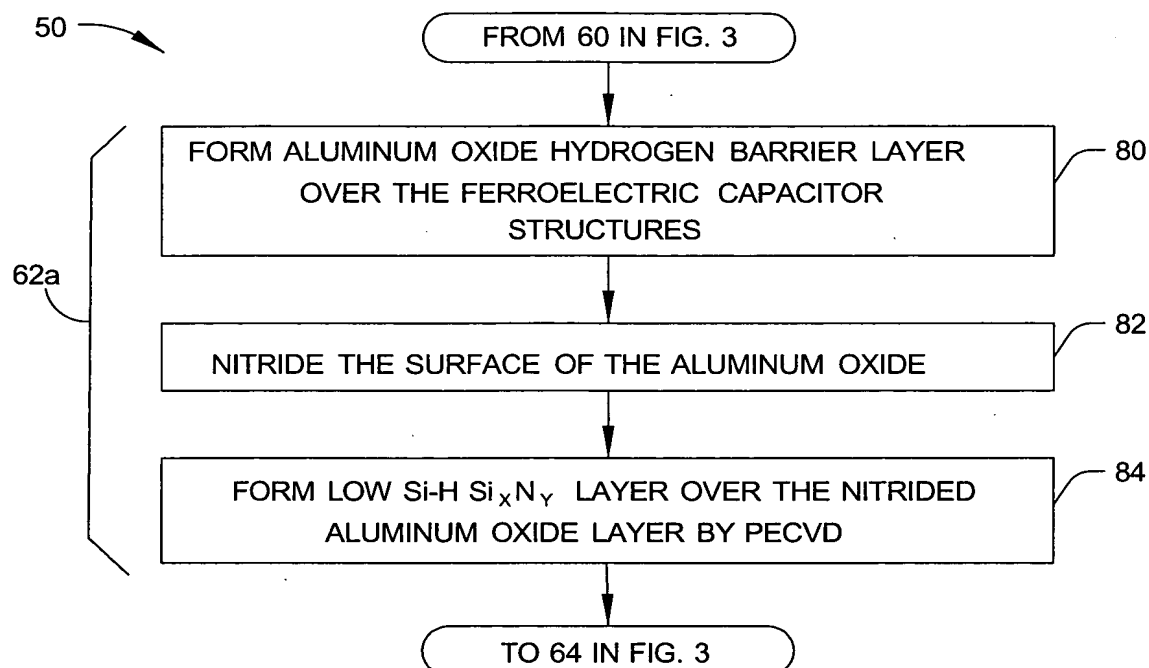 50
FROM 60 IN FIG. 3
FORM ALUMINUM OXIDE HYDROGEN BARRIER LAYER
OVER THE FERROELECTRIC CAPACITOR
STRUCTURES
80
62a
NITRIDE THE SURFACE OF THE ALUMINUM OXIDE
82
FORM LOW Si-H SiXNY LAYER OVER THE NITRIDED
ALUMINUM OXIDE LAYER BY PECVD
84
TO 64 IN FIG. 3